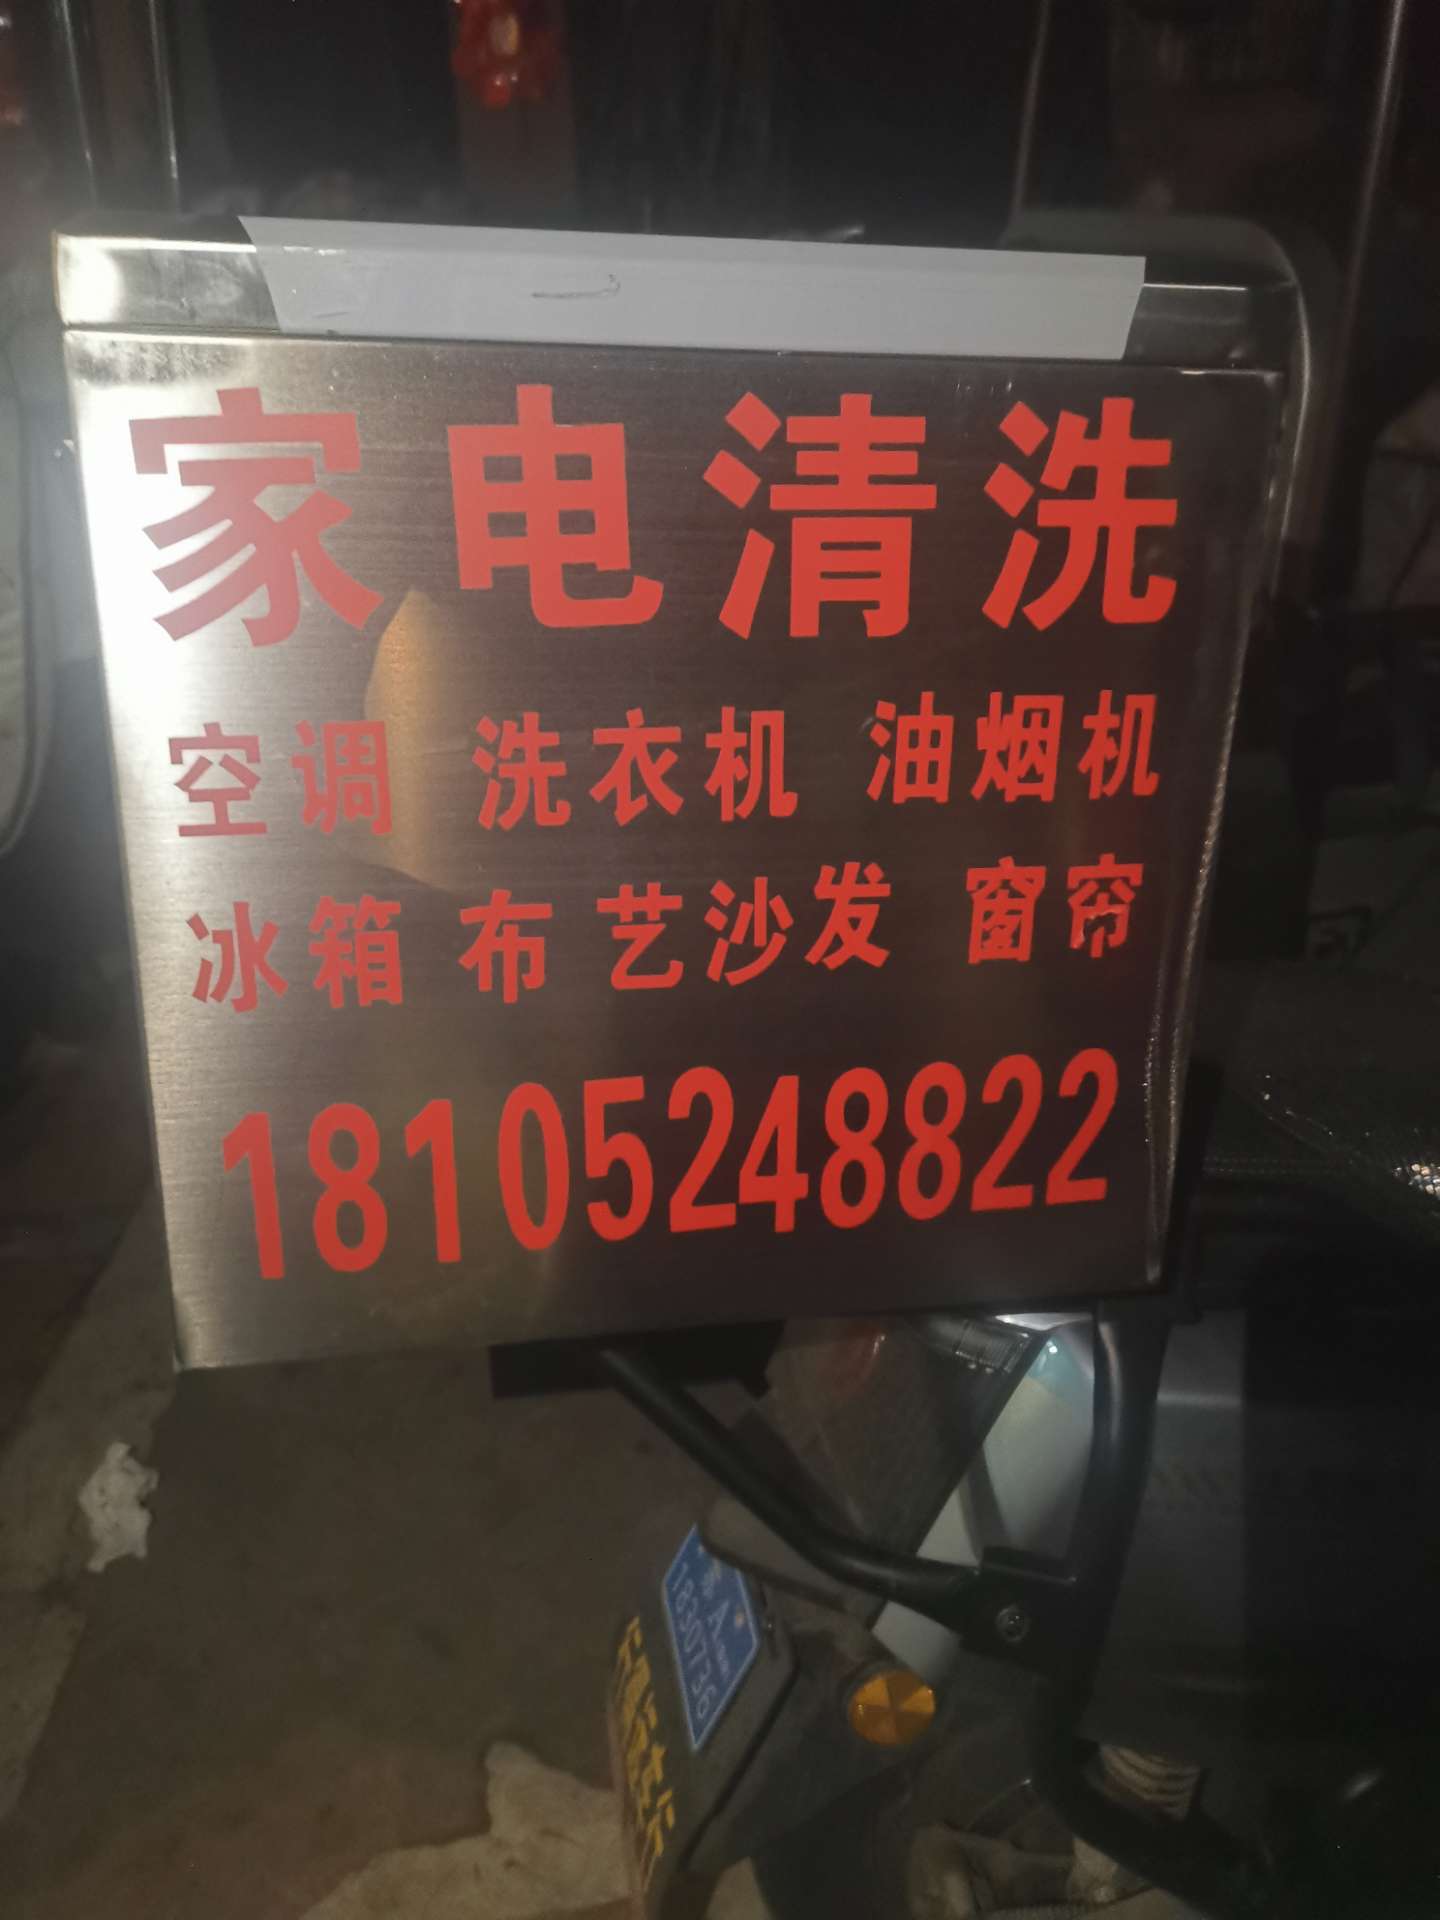 家电清洗
空调 洗衣机 油烟机
冰箱 布艺沙发 窗帘
18105248822
A
1830736